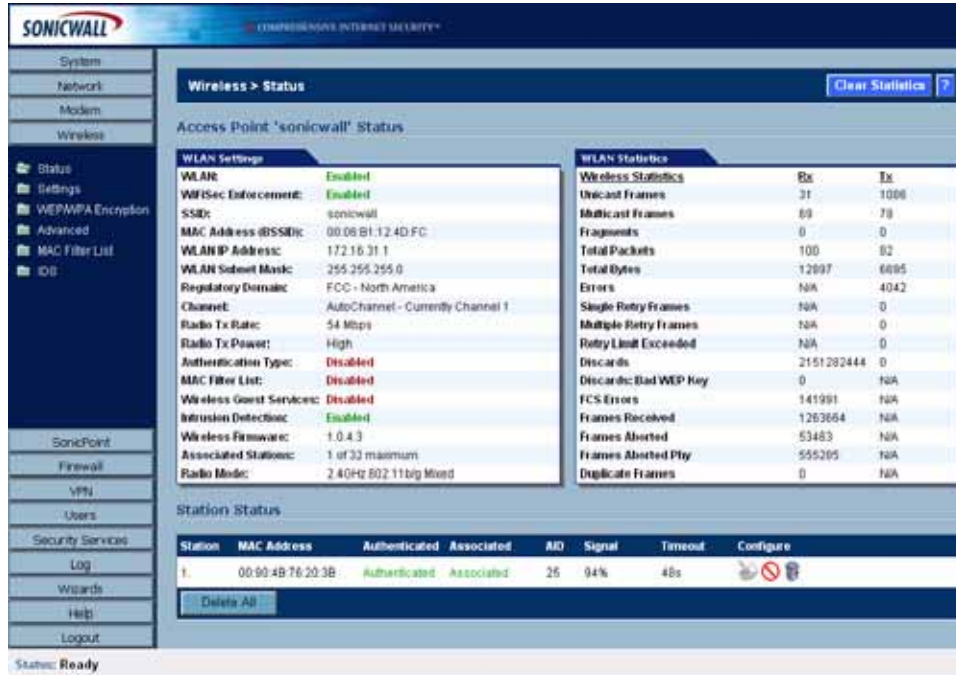 SONICWALL
COMPREHENSIVE INTERNET SECURITY™
System
Network
Modem
Wireless
Status
Settings
WEP/WPA Encryption
Advanced
MAC Filter List
IDS
SonicPoint
Firewall
VPN
Users
Security Services
Log
Wizards
Help
Logout
Status: Ready
Wireless > Status
Clear Statistics ?
Access Point 'sonicwall' Status
WLAN Settings
WLAN: Enabled
WiFiSec Enforcement: Enabled
SSID: sonicwall
MAC Address (BSSID): 00:06:B1:12:4D:FC
WLAN IP Address: 172.16.31.1
WLAN Subnet Mask: 255.255.255.0
Regulatory Domain: FCC - North America
Channel: AutoChannel - Currently Channel 1
Radio Tx Rate: 54 Mbps
Radio Tx Power: High
Authentication Type: Disabled
MAC Filter List: Disabled
Wireless Guest Services: Disabled
Intrusion Detection: Enabled
Wireless Firmware: 1.0.4.3
Associated Stations: 1 of 32 maximum
Radio Mode: 2.4GHz 802.11b/g Mixed
WLAN Statistics
Wireless Statistics Rx Tx
Unicast Frames 31 1006
Multicast Frames 69 78
Fragments 0 0
Total Packets 100 82
Total Bytes 12897 6695
Errors N/A 4042
Single Retry Frames N/A 0
Multiple Retry Frames N/A 0
Retry Limit Exceeded N/A 0
Discards 2151282444 0
Discards: Bad WEP Key 0 N/A
FCS Errors 141991 N/A
Frames Received 1263664 N/A
Frames Aborted 53483 N/A
Frames Aborted Phy 555205 N/A
Duplicate Frames 0 N/A
Station Status
Station MAC Address Authenticated Associated AID Signal Timeout Configure
1. 00:90:4B:76:20:3B Authenticated Associated 25 94% 48s
Delete All